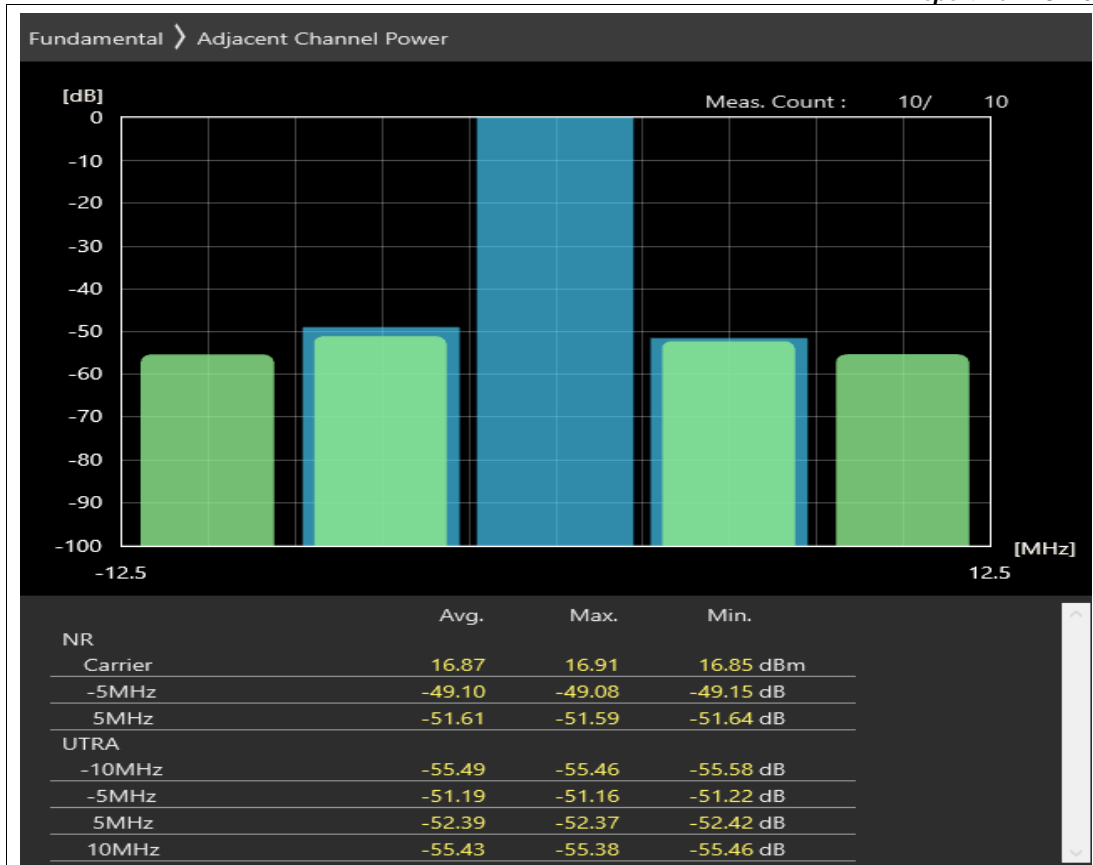 Fundamental ❯ Adjacent Channel Power
[dB]
Meas. Count : 10/ 10
0
-10
-20
-30
-40
-50
-60
-70
-80
-90
-100
[MHz]
-12.5 12.5
Avg. Max. Min.
NR
Carrier 16.87 16.91 16.85 dBm
-5MHz -49.10 -49.08 -49.15 dB
5MHz -51.61 -51.59 -51.64 dB
UTRA
-10MHz -55.49 -55.46 -55.58 dB
-5MHz -51.19 -51.16 -51.22 dB
5MHz -52.39 -52.37 -52.42 dB
10MHz -55.43 -55.38 -55.46 dB